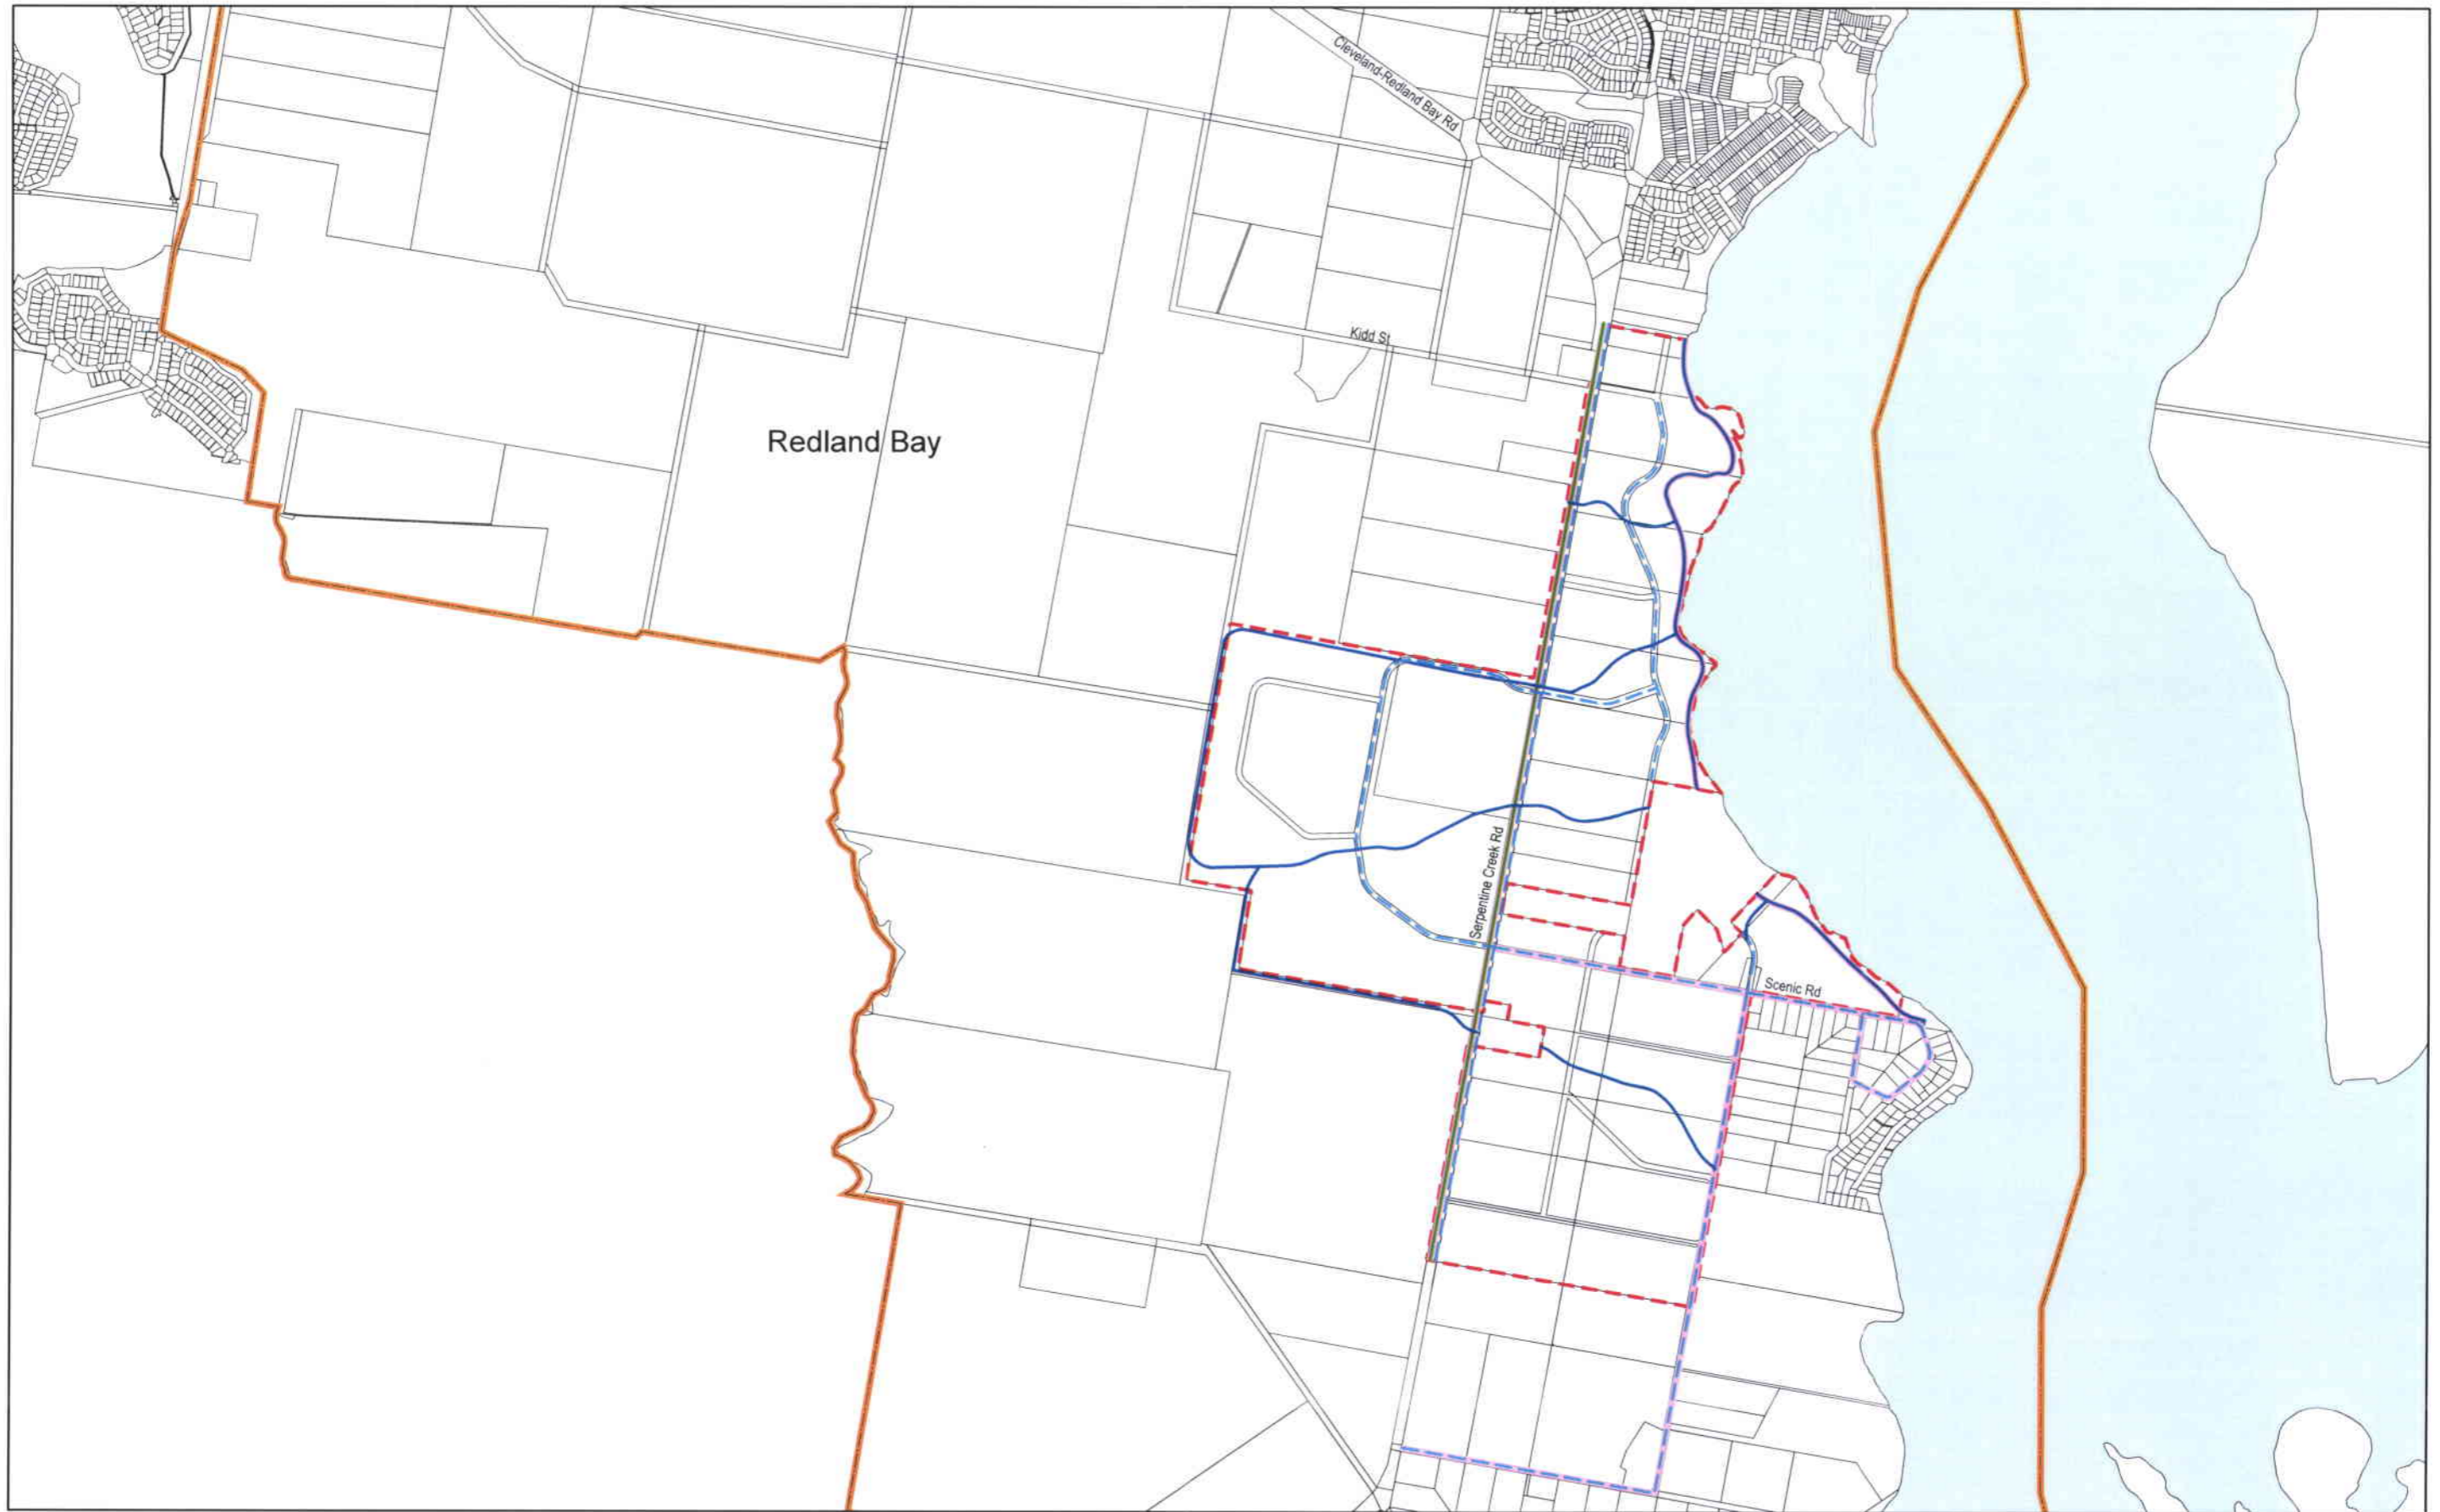 Cleveland-Redland Bay Rd
Kidd St
Redland Bay
Serpentine Creek Rd
Scenic Rd